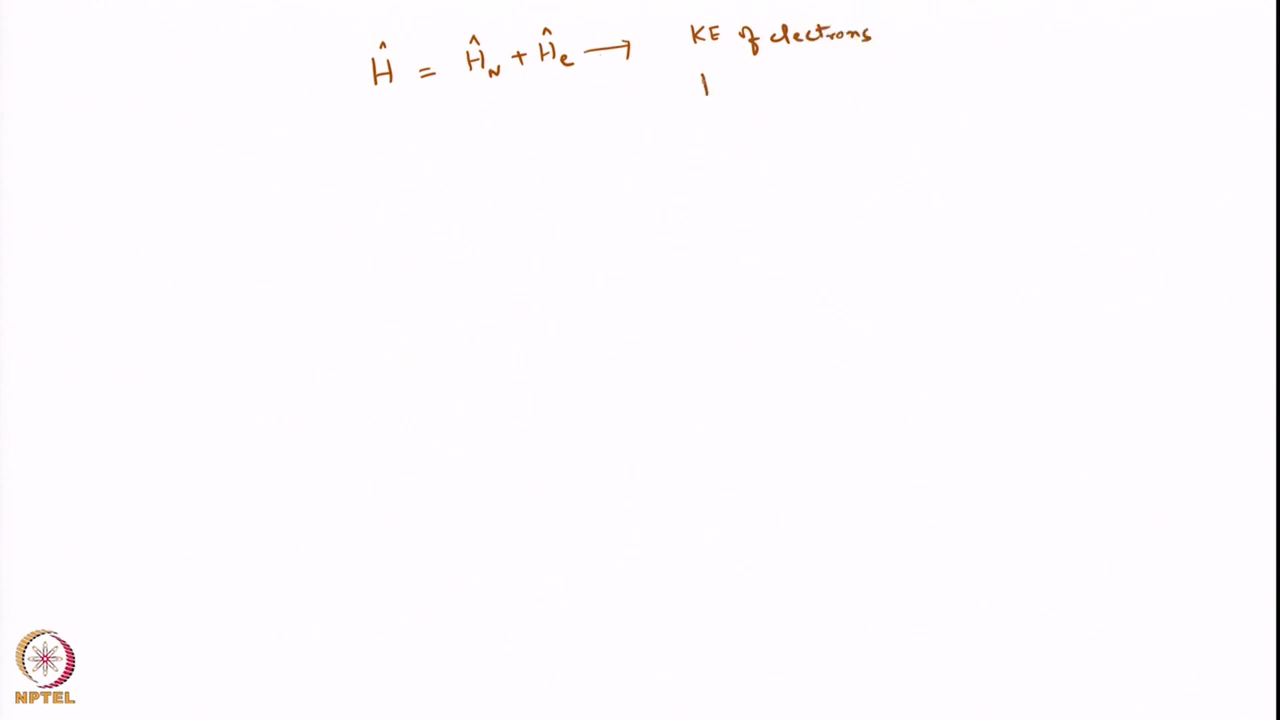 Ĥ = Ĥ_N + Ĥ_e ⟶ KE of electrons
NPTEL